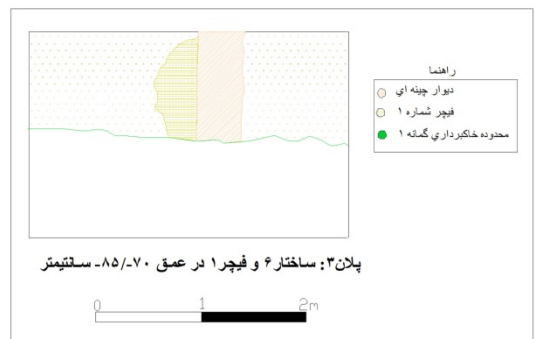 راهنما
ديوار چينه اي
فيچر شماره ۱
محدوده خاكبرداري گمانه ۱
پلان۳: ساختار۶ و فيچر۱ در عمق ۷۰-/۸۵- سانتيمتر
0 1 2m